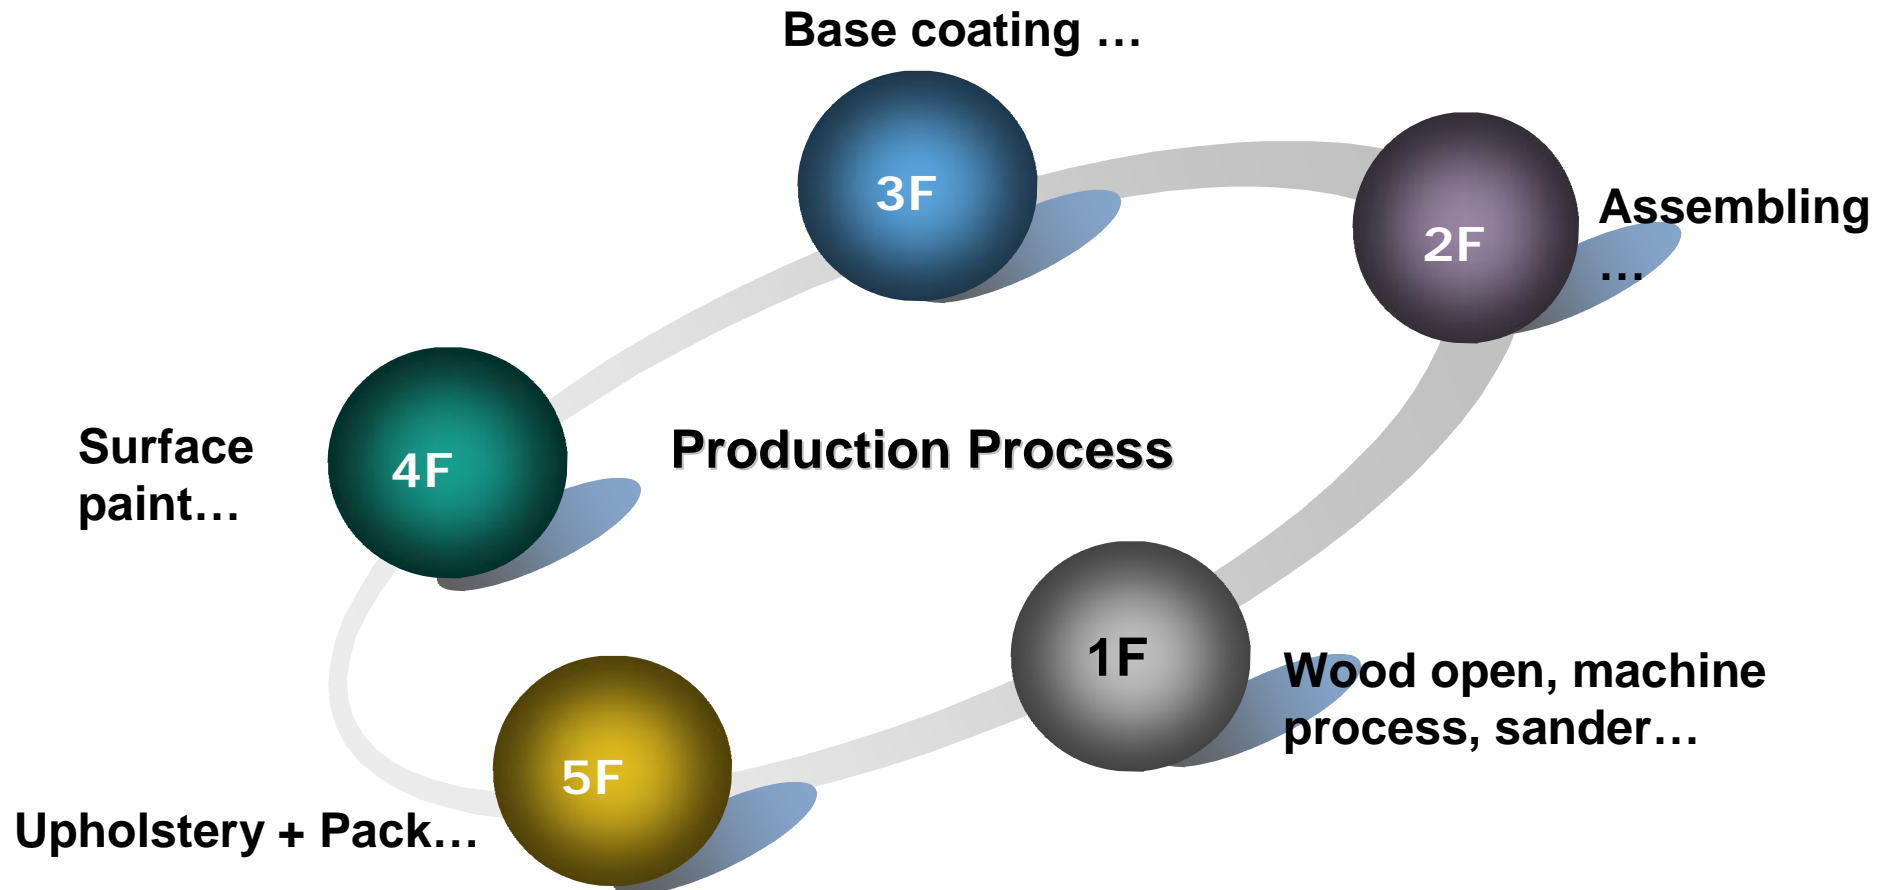 Base coating …
3F
2F
Assembling
…
Surface
paint…
4F
Production Process
1F
Wood open, machine
process, sander…
5F
Upholstery + Pack…